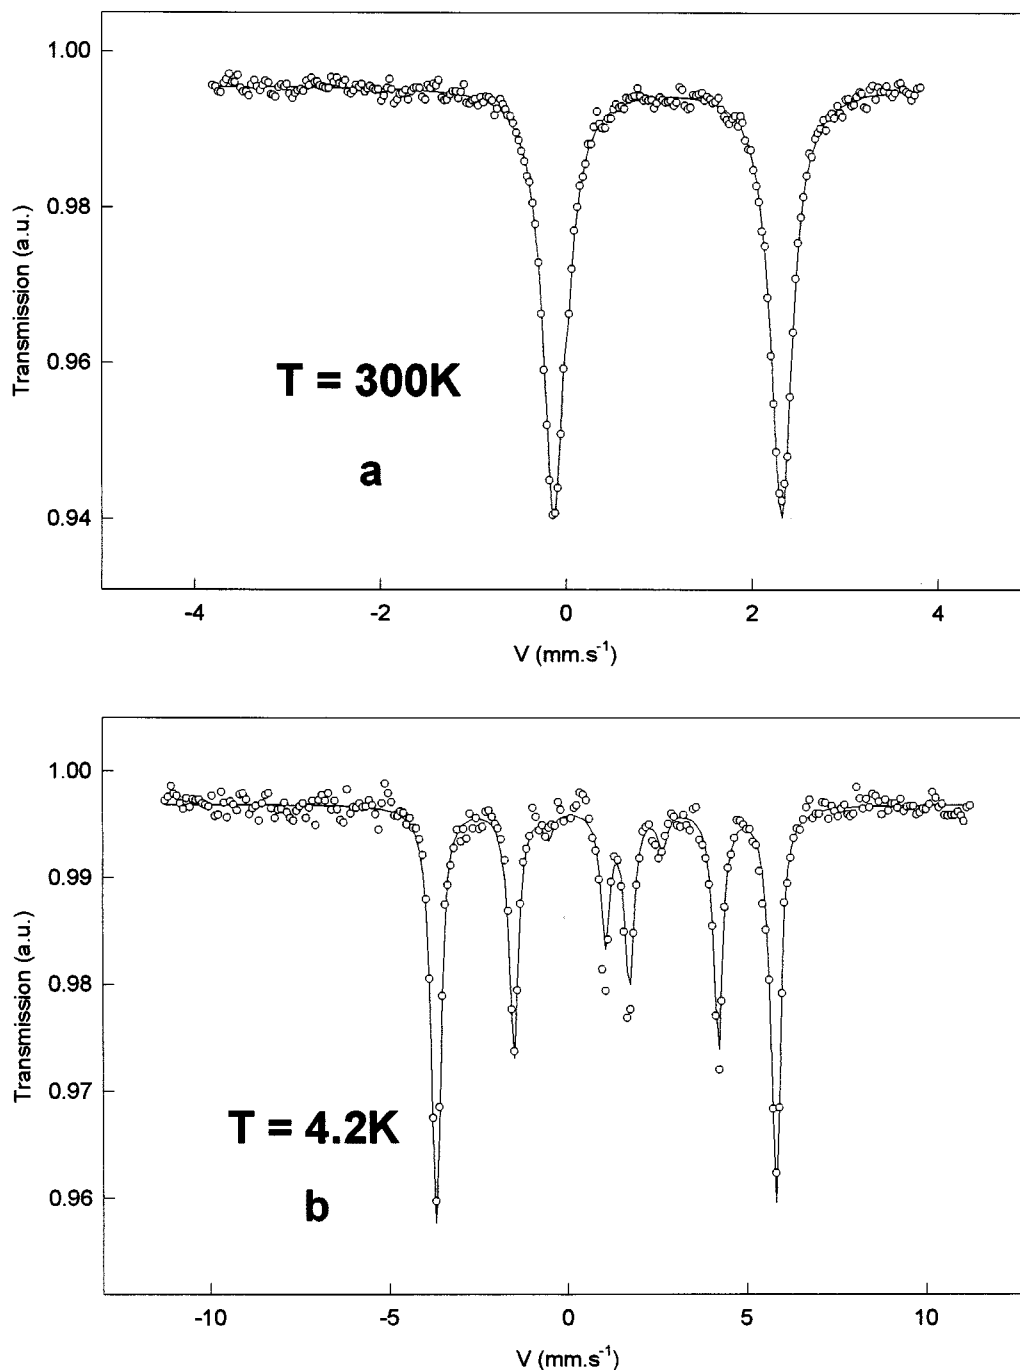 1.00
0.98
0.96
0.94
Transmission (a.u.)
T = 300K
a
-4 -2 0 2 4
V (mm.s⁻¹)
1.00
0.99
0.98
0.97
0.96
Transmission (a.u.)
T = 4.2K
b
-10 -5 0 5 10
V (mm.s⁻¹)